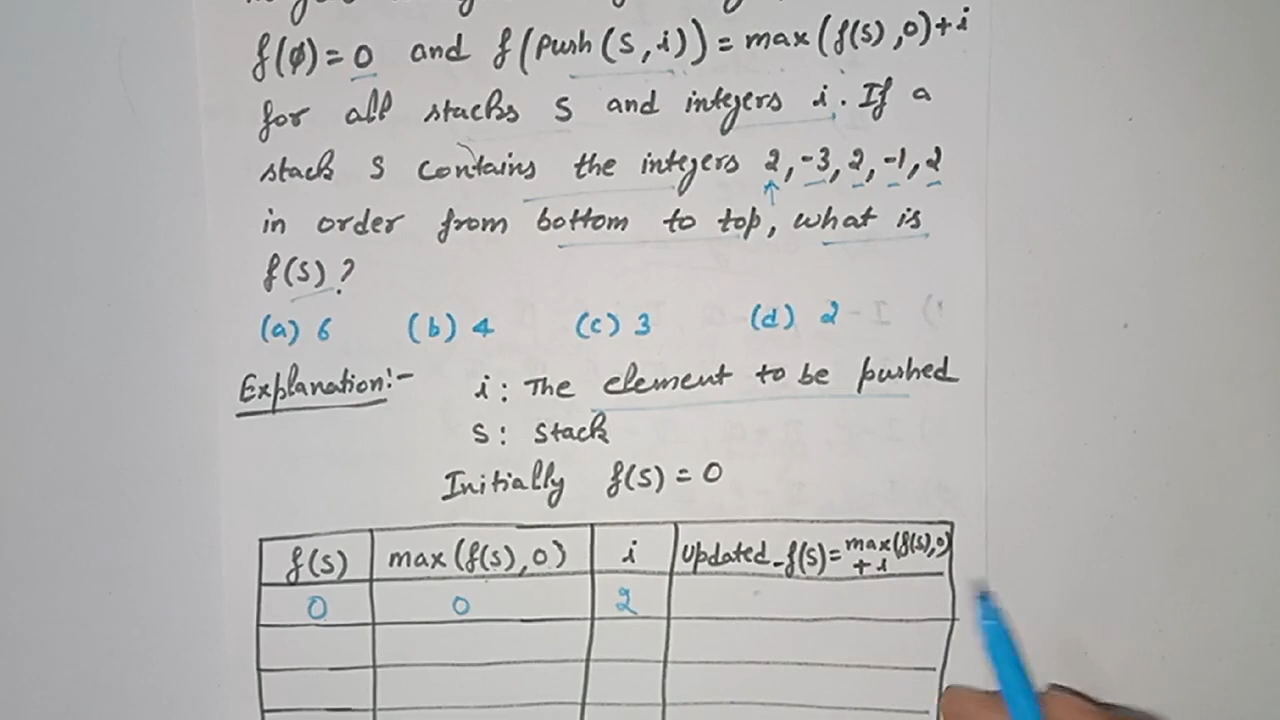 f(φ)=0 and f(Push(S,i))=max(f(S),0)+i
for all stacks S and integers i. If a
stack S contains the integers 2,-3,2,-1,2
in order from bottom to top, what is
f(S)?
(a) 6 (b) 4 (c) 3 (d) 2
Explanation:- i: The element to be pushed
S: Stack
Initially f(S)=0
f(S) max(f(S),0) i Updated_f(S)=max(f(S),0)+i
0 0 2